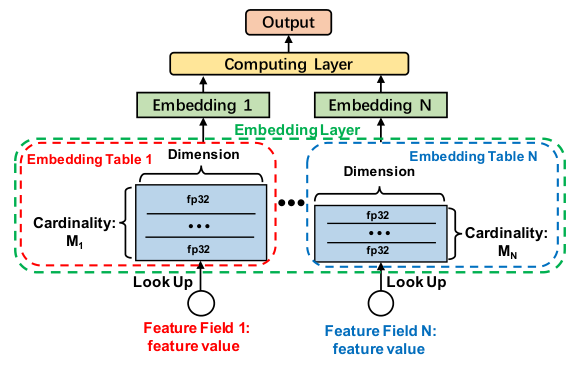 Output
Computing Layer
Embedding 1
Embedding N
Embedding Layer
Embedding Table 1
Embedding Table N
Dimension
Dimension
fp32
•••
fp32
Cardinality:
M1
•••
fp32
•••
fp32
Cardinality:
MN
Look Up
Look Up
Feature Field 1:
feature value
Feature Field N:
feature value